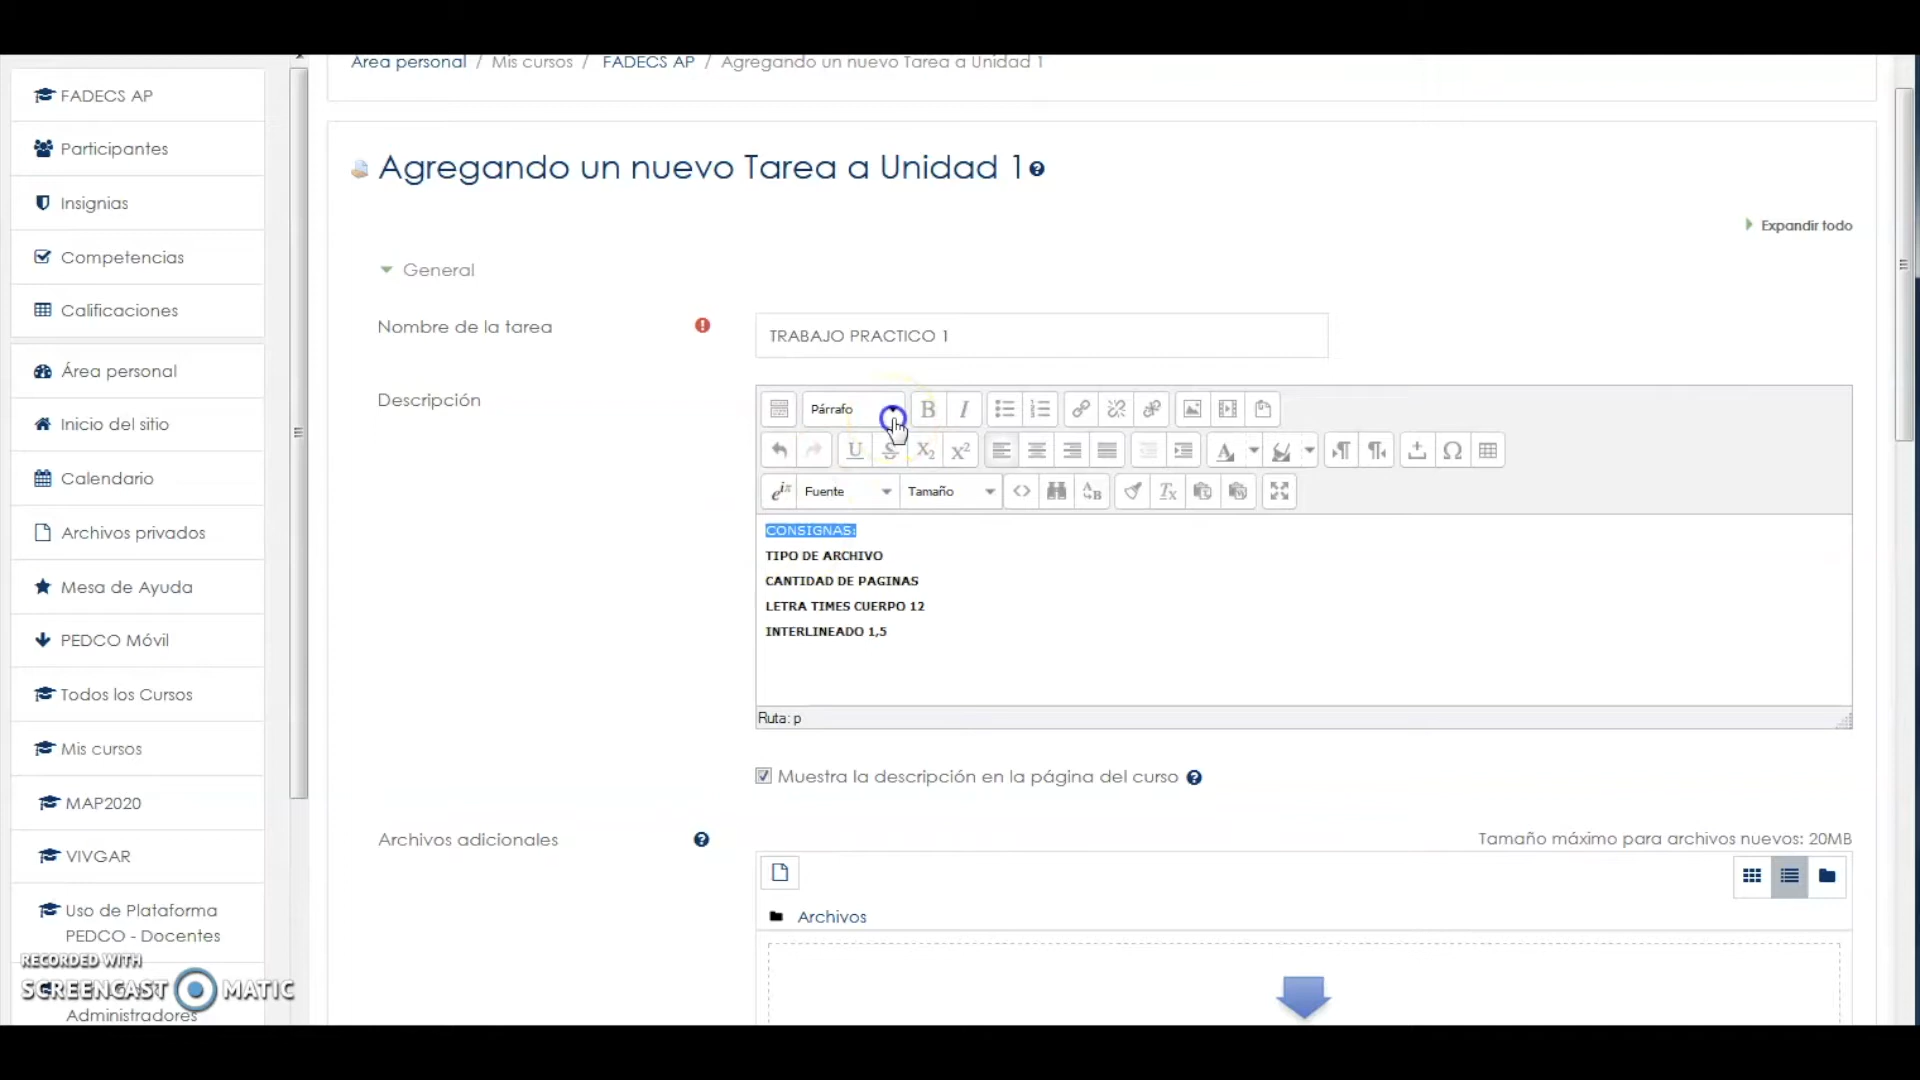 Area personal / Mis cursos / FADECS AP / Agregando un nuevo Tarea a Unidad 1
FADECS AP
Participantes
Insignias
Competencias
Calificaciones
Área personal
Inicio del sitio
Calendario
Archivos privados
Mesa de Ayuda
PEDCO Móvil
Todos los Cursos
Mis cursos
MAP2020
VIVGAR
Uso de Plataforma
PEDCO - Docentes
Administradores
RECORDED WITH
SCREENCAST MATIC
Agregando un nuevo Tarea a Unidad 1
Expandir todo
General
Nombre de la tarea
TRABAJO PRACTICO 1
Descripción
Párrafo B I
U S X2 X2 A Ω
eiπ Fuente Tamaño Tx
CONSIGNAS:
TIPO DE ARCHIVO
CANTIDAD DE PAGINAS
LETRA TIMES CUERPO 12
INTERLINEADO 1,5
Ruta: p
Muestra la descripción en la página del curso
Archivos adicionales
Tamaño máximo para archivos nuevos: 20MB
Archivos